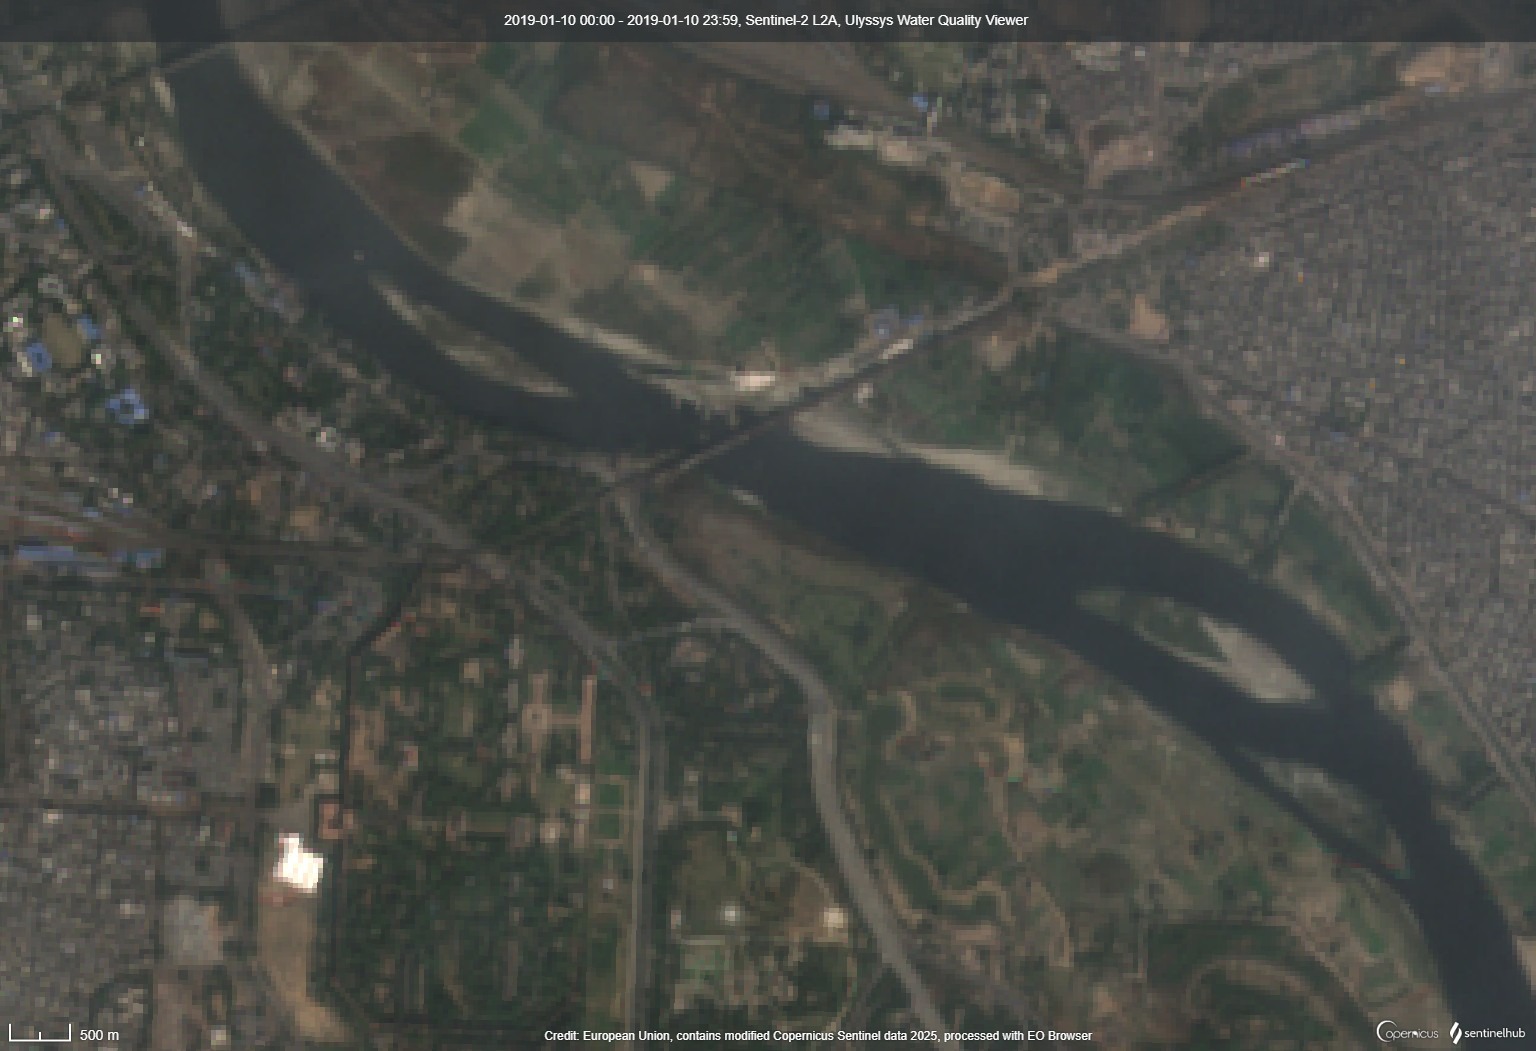 2019-01-10 00:00 - 2019-01-10 23:59, Sentinel-2 L2A, Ulyssys Water Quality Viewer
500 m
Credit: European Union, contains modified Copernicus Sentinel data 2025, processed with EO Browser
Copernicus
sentinelhub